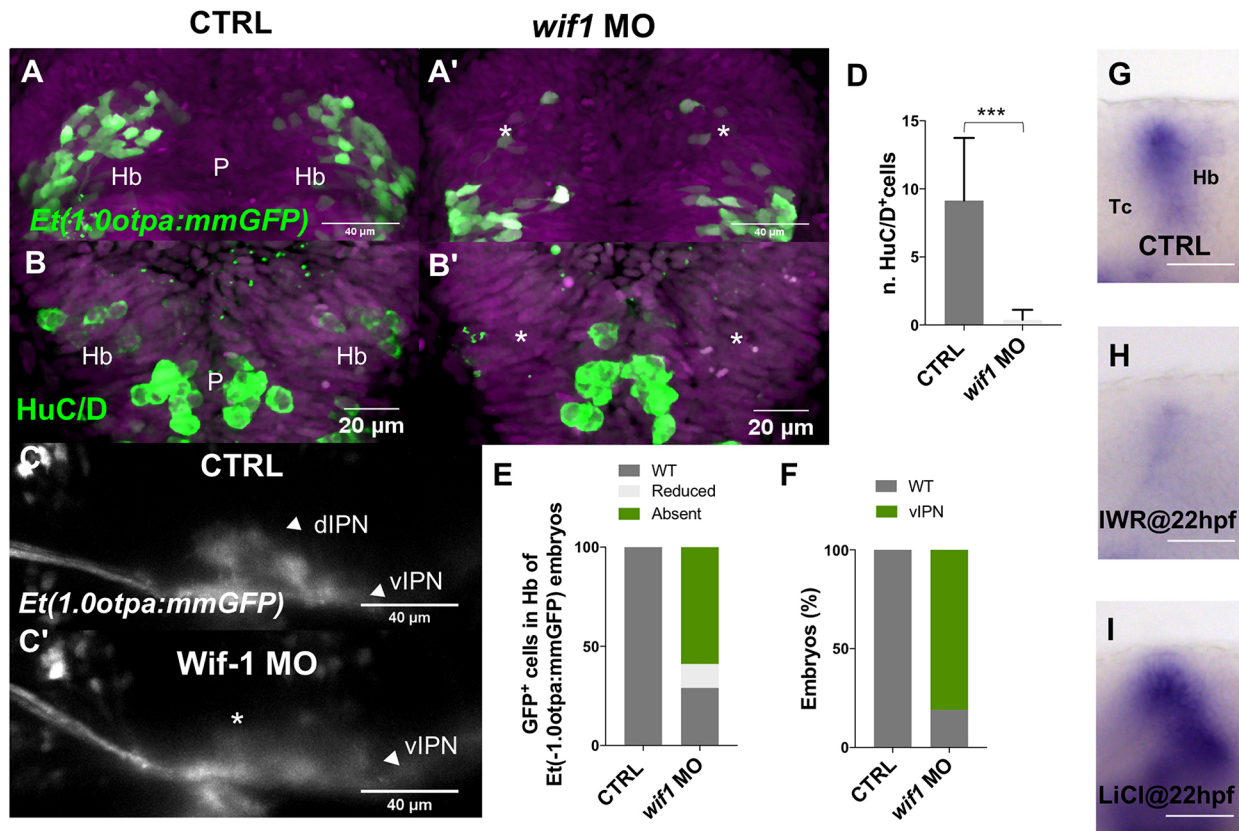 CTRL
wif1 MO
A
Hb
P
Hb
Et(1.0otpa:mmGFP)
40 µm
A'
*
*
40 µm
B
Hb
P
Hb
HuC/D
20 µm
B'
*
*
20 µm
C
CTRL
dIPN
vIPN
Et(1.0otpa:mmGFP)
40 µm
C'
Wif-1 MO
*
vIPN
40 µm
D
n. HuC/D+cells
15
10
5
0
***
CTRL
wif1 MO
E
WT
Reduced
Absent
GFP+ cells in Hb of
Et(-1.0otpa:mmGFP) embryos
100
50
0
CTRL
wif1 MO
F
WT
vIPN
Embryos (%)
100
50
0
CTRL
wif1 MO
G
Hb
Tc
CTRL
H
IWR@22hpf
I
LiCl@22hpf